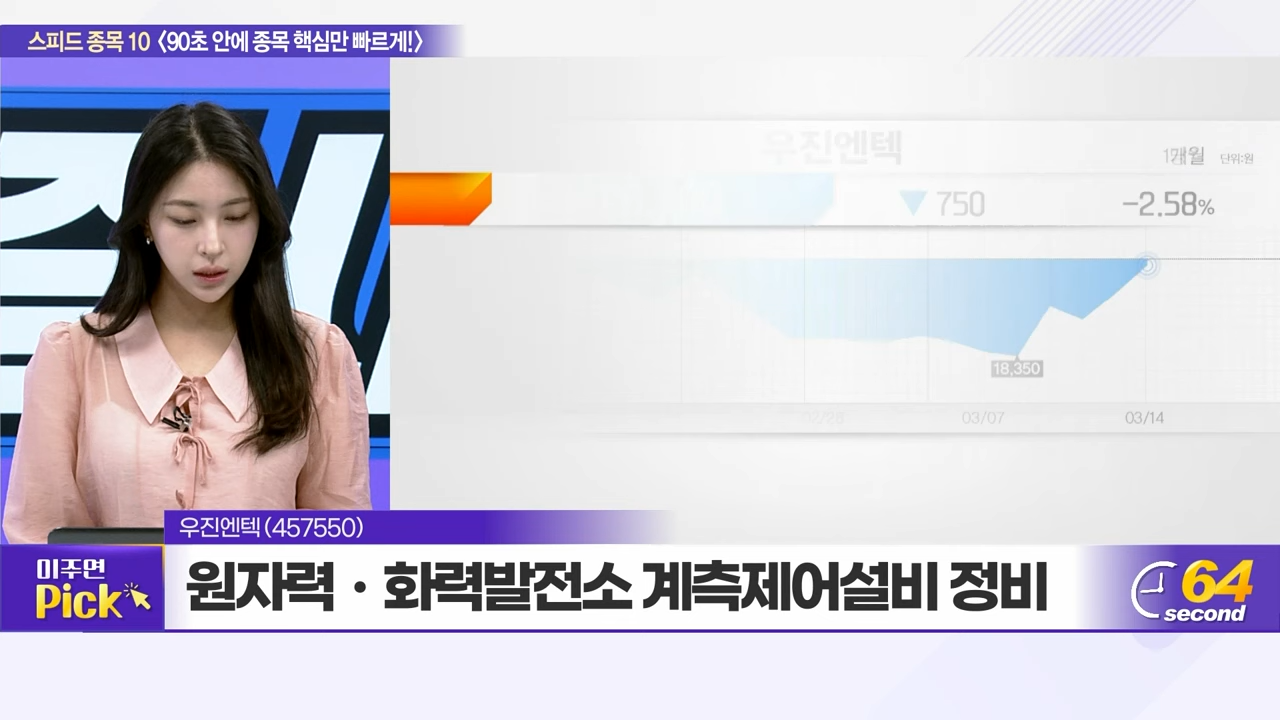 스피드 종목 10 〈90초 안에 종목 핵심만 빠르게!〉
우진엔텍
1개월 단위:원
▼ 750 -2.58%
18,350
02/28 03/07 03/14
우진엔텍(457550)
미주면
Pick
원자력·화력발전소 계측제어설비 정비
64
second